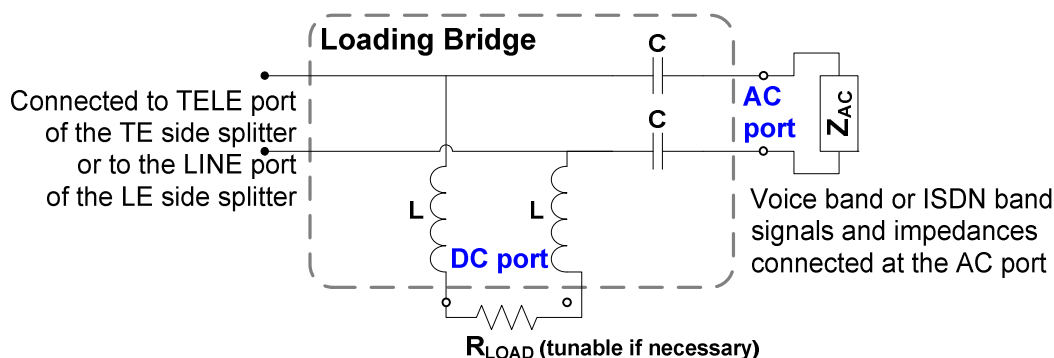 Loading Bridge
C
C
Connected to TELE port
of the TE side splitter
or to the LINE port
of the LE side splitter
AC
port
ZAC
L
L
DC port
Voice band or ISDN band
signals and impedances
connected at the AC port
RLOAD (tunable if necessary)